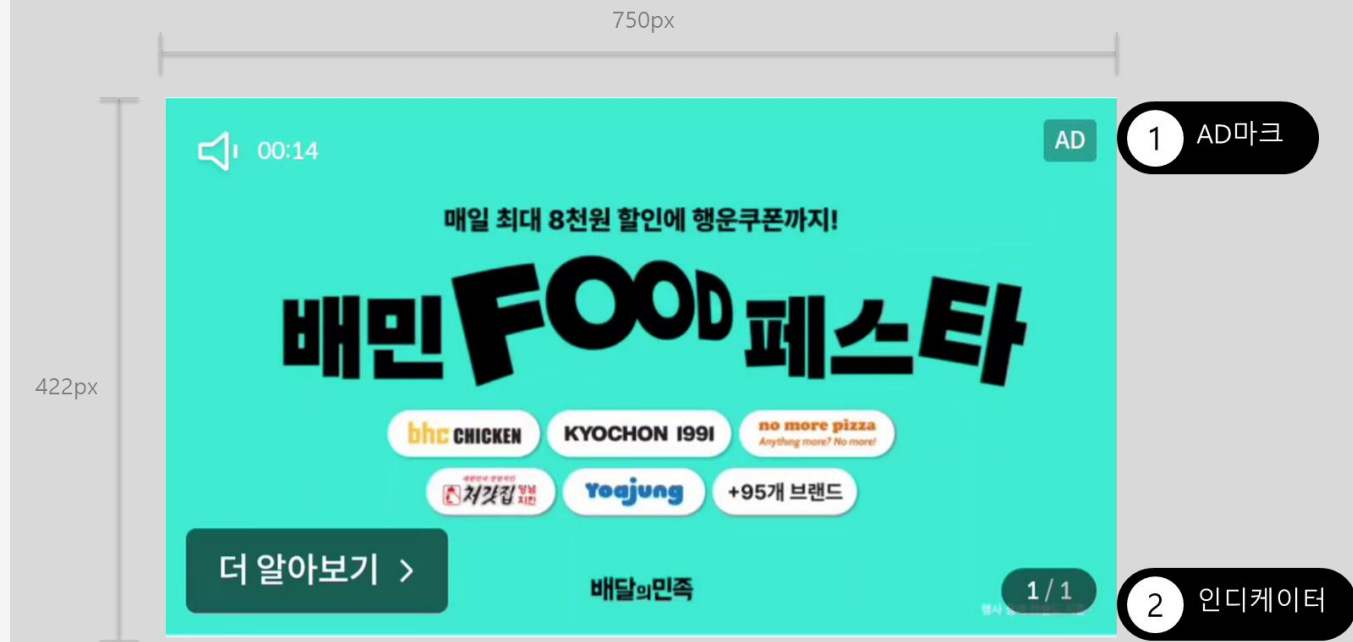 750px
00:14
AD
1 AD마크
매일 최대 8천원 할인에 행운쿠폰까지!
배민 FOOD 페스타
422px
bhc CHICKEN KYOCHON 1991 no more pizza
Anything more? No more!
처갓집 양념치킨 Yoajung +95개 브랜드
더 알아보기 >
배달의민족
1 / 1
행사
2 인디케이터